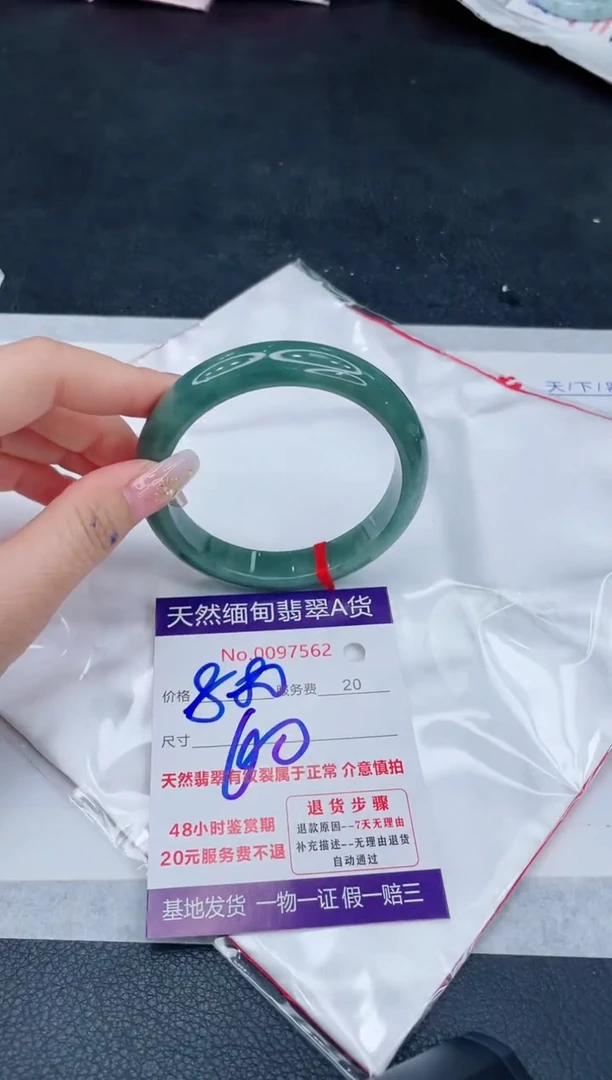 天/下/
天然缅甸翡翠A货
No.0097562
价格 服务费 20
尺寸 60
天然翡翠有纹裂属于正常 介意慎拍
48小时鉴赏期
20元服务费不退
退货步骤
退款原因--7天无理由
补充描述--无理由退货
自动通过
基地发货 一物一证 假一赔三